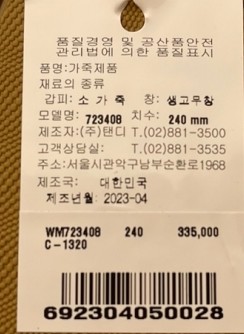 품질경영 및 공산품안전
관리법에 의한 품질표시
품명:가죽제품
재료의 종류
갑피: 소 가 죽 창: 생고무창
모델명: 723408 치수: 240 mm
제조자:(주)탠디 T.(02)881-3500
고객상담실: T.(02)881-3535
주소:서울시관악구남부순환로1968
제조국: 대한민국
제조년월: 2023-04
WM723408 240 335,000
C-1320
692304050028